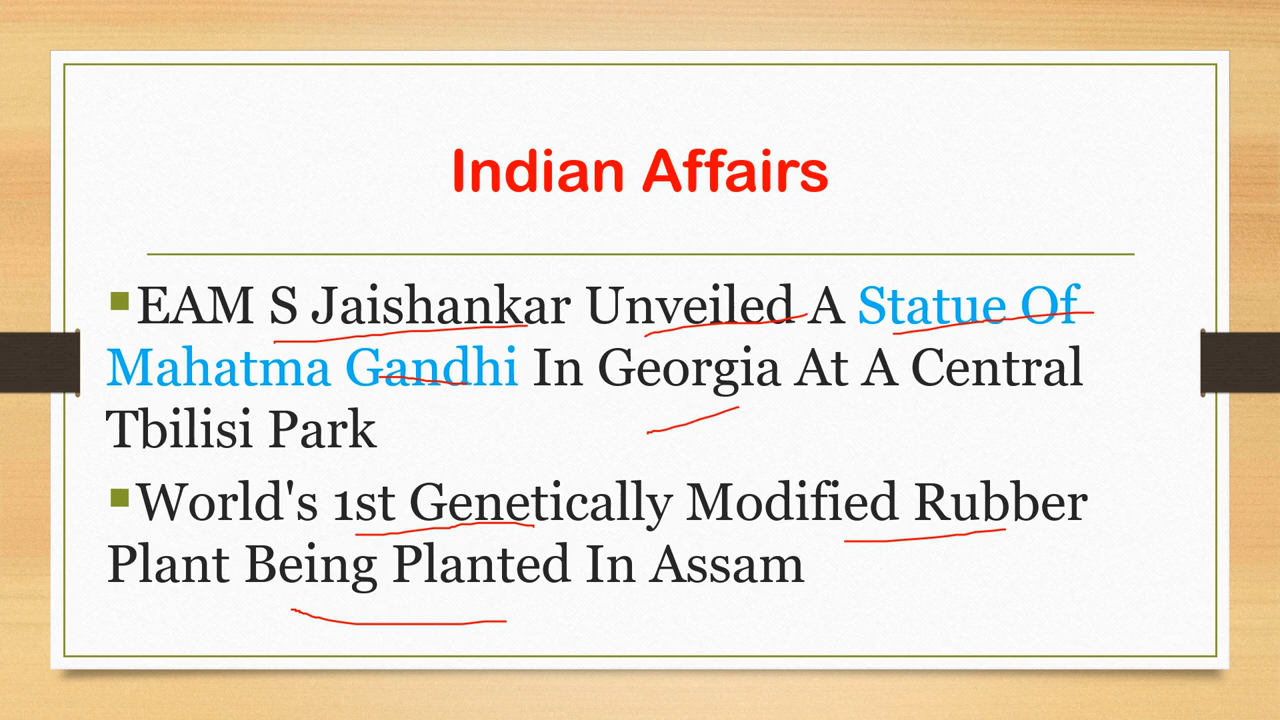 Indian Affairs
EAM S Jaishankar Unveiled A Statue Of
Mahatma Gandhi In Georgia At A Central
Tbilisi Park
World's 1st Genetically Modified Rubber
Plant Being Planted In Assam